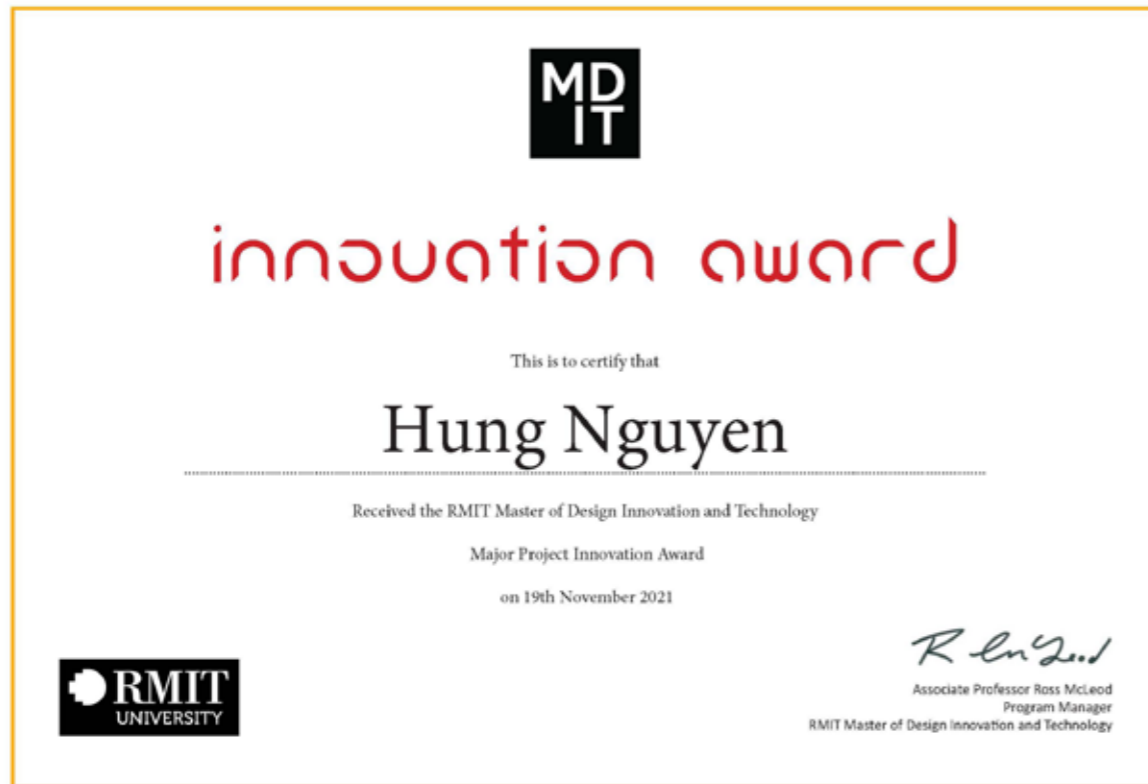 MD
IT
innovation award
This is to certify that
Hung Nguyen
Received the RMIT Master of Design Innovation and Technology
Major Project Innovation Award
on 19th November 2021
RMIT
UNIVERSITY
Associate Professor Ross McLeod
Program Manager
RMIT Master of Design Innovation and Technology